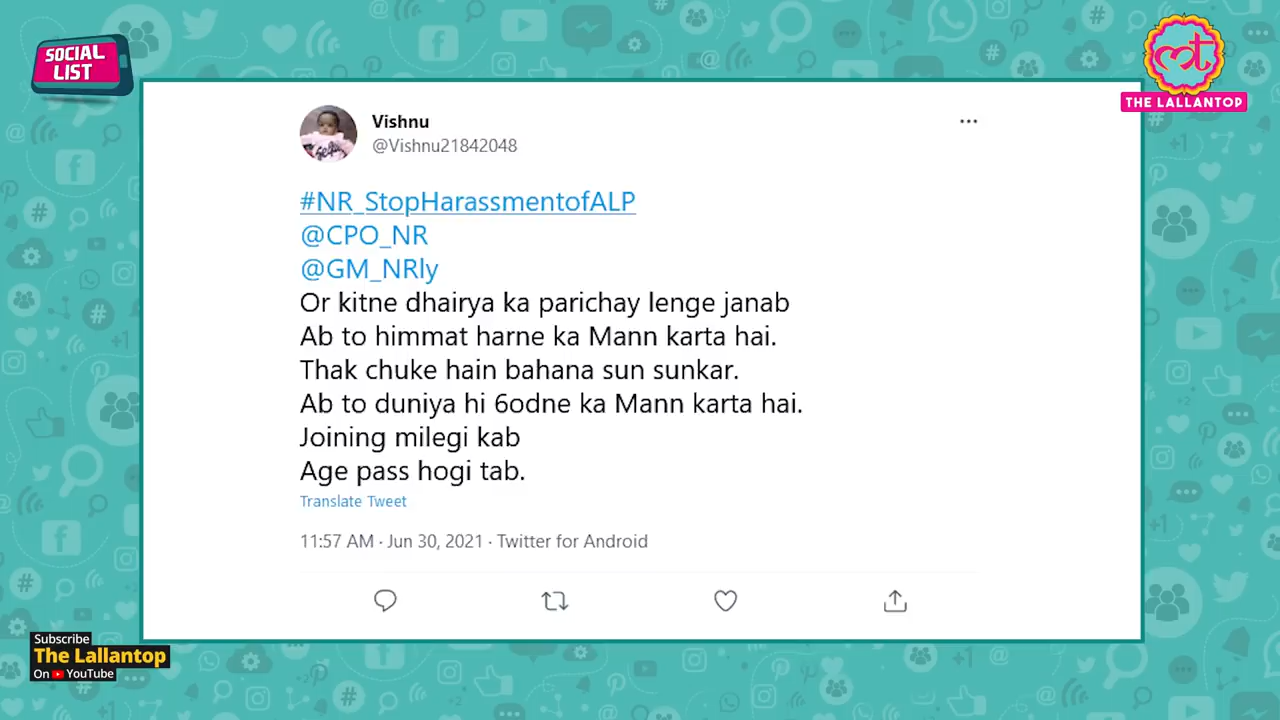 SOCIAL
LIST
मt
THE LALLANTOP
Vishnu
@Vishnu21842048
#NR_StopHarassmentofALP
@CPO_NR
@GM_NRly
Or kitne dhairya ka parichay lenge janab
Ab to himmat harne ka Mann karta hai.
Thak chuke hain bahana sun sunkar.
Ab to duniya hi 6odne ka Mann karta hai.
Joining milegi kab
Age pass hogi tab.
Translate Tweet
11:57 AM · Jun 30, 2021 · Twitter for Android
Subscribe
The Lallantop
On YouTube